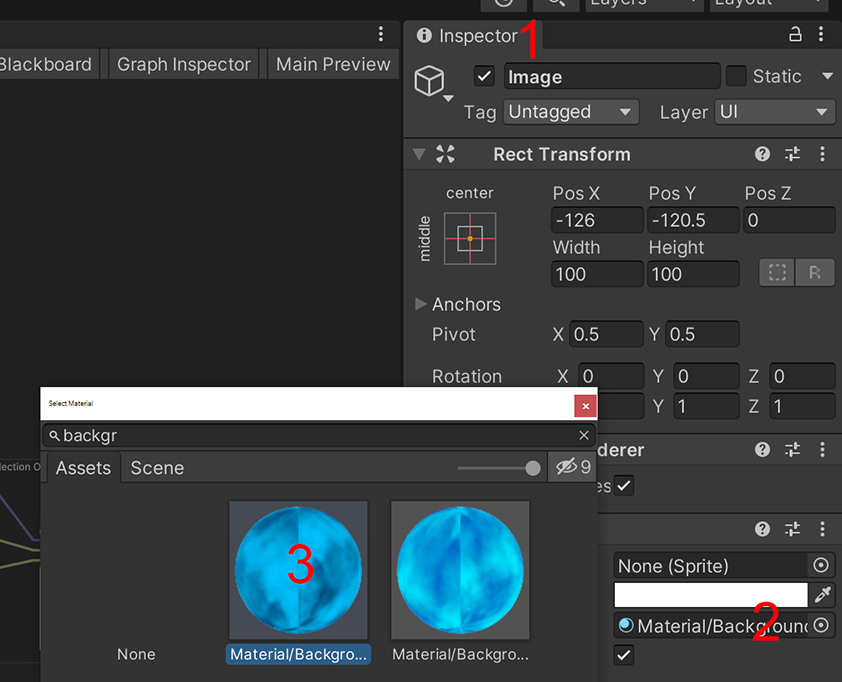 Layers
Layout
Inspector
1
Blackboard
Graph Inspector
Main Preview
Image
Static
Tag
Untagged
Layer
UI
Rect Transform
center
middle
Pos X
Pos Y
Pos Z
-126
-120.5
0
Width
Height
100
100
R
Anchors
Pivot
X 0.5
Y 0.5
Rotation
X 0
Y 0
Z 0
Y 1
Z 1
Select Material
x
backgr
Assets
Scene
9
derer
es
lection O
None (Sprite)
Material/Background
2
3
None
Material/Backgro...
Material/Backgro...